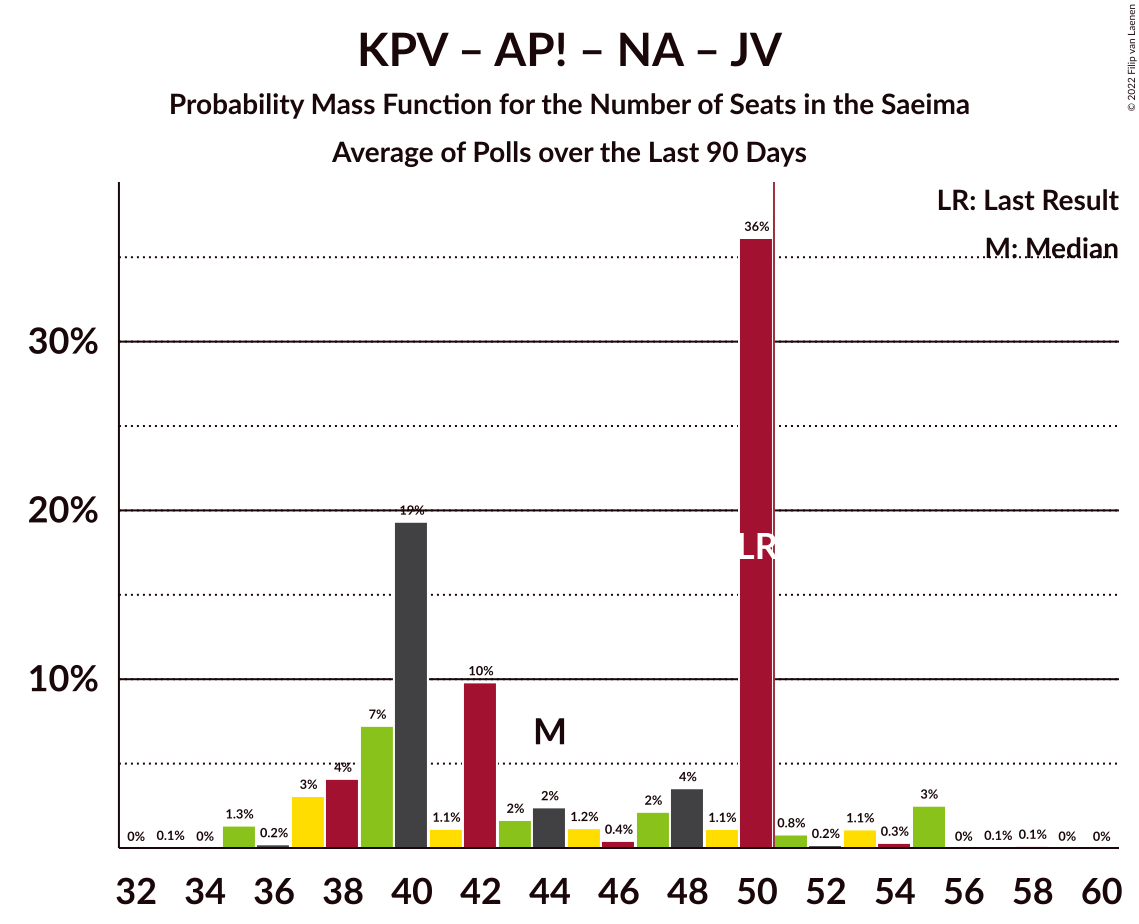 KPV – AP! – NA – JV
Probability Mass Function for the Number of Seats in the Saeima
Average of Polls over the Last 90 Days
© 2022 Filip van Laenen
LR: Last Result
M: Median
30%
20%
10%
0% 0.1% 0% 1.3% 0.2% 3% 4% 7% 19% 1.1% 10% 2% 2% 1.2% 0.4% 2% 4% 1.1% 36% 0.8% 0.2% 1.1% 0.3% 3% 0% 0.1% 0.1% 0% 0%
M
LR
32 34 36 38 40 42 44 46 48 50 52 54 56 58 60